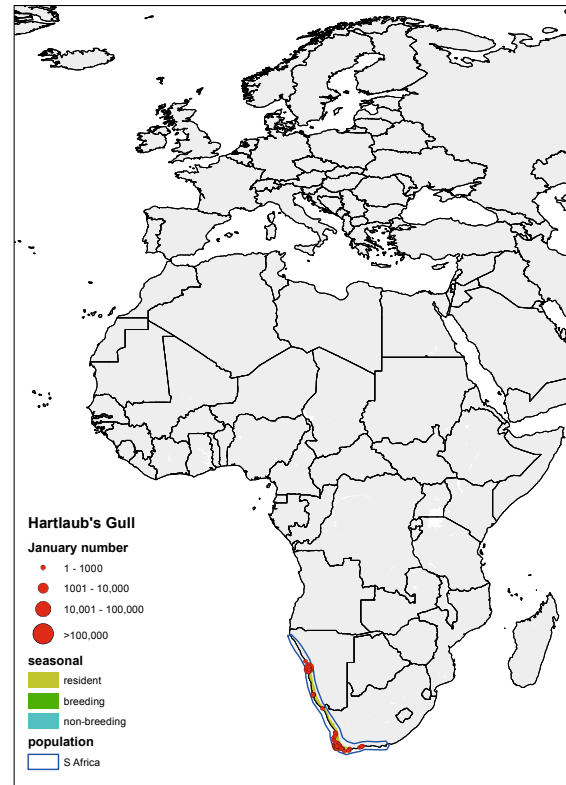 Hartlaub's Gull
January number
1 - 1000
1001 - 10,000
10,001 - 100,000
>100,000
seasonal
resident
breeding
non-breeding
population
S Africa